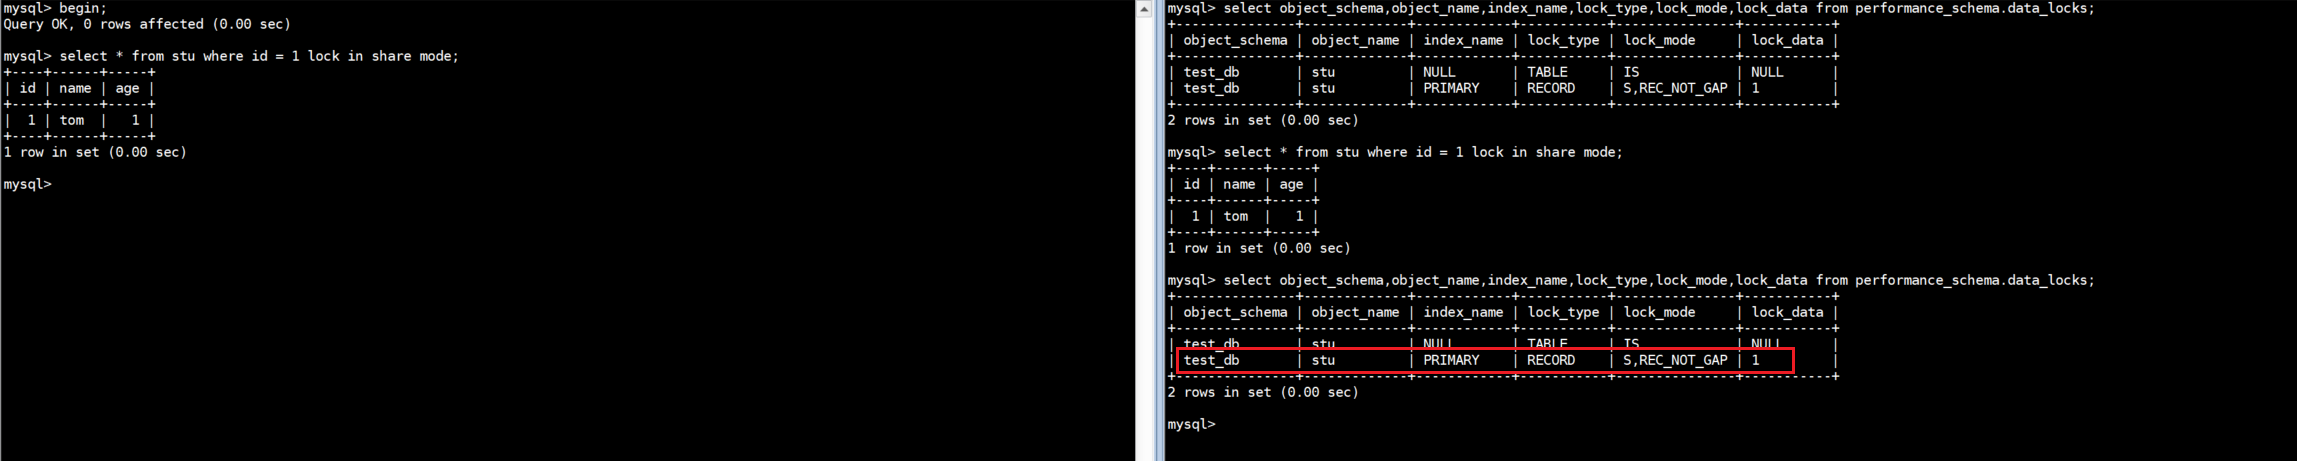 mysql> begin;
Query OK, 0 rows affected (0.00 sec)

mysql> select * from stu where id = 1 lock in share mode;
+----+------+-----+
| id | name | age |
+----+------+-----+
|  1 | tom  |   1 |
+----+------+-----+
1 row in set (0.00 sec)

mysql>
mysql> select object_schema,object_name,index_name,lock_type,lock_mode,lock_data from performance_schema.data_locks;
+---------------+-------------+------------+-----------+---------------+-----------+
| object_schema | object_name | index_name | lock_type | lock_mode     | lock_data |
+---------------+-------------+------------+-----------+---------------+-----------+
| test_db       | stu         | NULL       | TABLE     | IS            | NULL      |
| test_db       | stu         | PRIMARY    | RECORD    | S,REC_NOT_GAP | 1         |
+---------------+-------------+------------+-----------+---------------+-----------+
2 rows in set (0.00 sec)

mysql> select * from stu where id = 1 lock in share mode;
+----+------+-----+
| id | name | age |
+----+------+-----+
|  1 | tom  |   1 |
+----+------+-----+
1 row in set (0.00 sec)

mysql> select object_schema,object_name,index_name,lock_type,lock_mode,lock_data from performance_schema.data_locks;
+---------------+-------------+------------+-----------+---------------+-----------+
| object_schema | object_name | index_name | lock_type | lock_mode     | lock_data |
+---------------+-------------+------------+-----------+---------------+-----------+
| test_db       | stu         | NULL       | TABLE     | IS            | NULL      |
| test_db       | stu         | PRIMARY    | RECORD    | S,REC_NOT_GAP | 1         |
+---------------+-------------+------------+-----------+---------------+-----------+
2 rows in set (0.00 sec)

mysql>